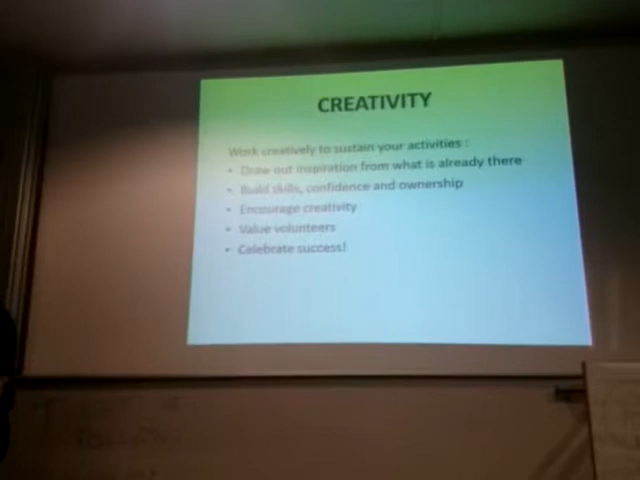 CREATIVITY
Work creatively to sustain your activities :
• Draw out inspiration from what is already there
• Build skills, confidence and ownership
• Encourage creativity
• Value volunteers
• Celebrate success!